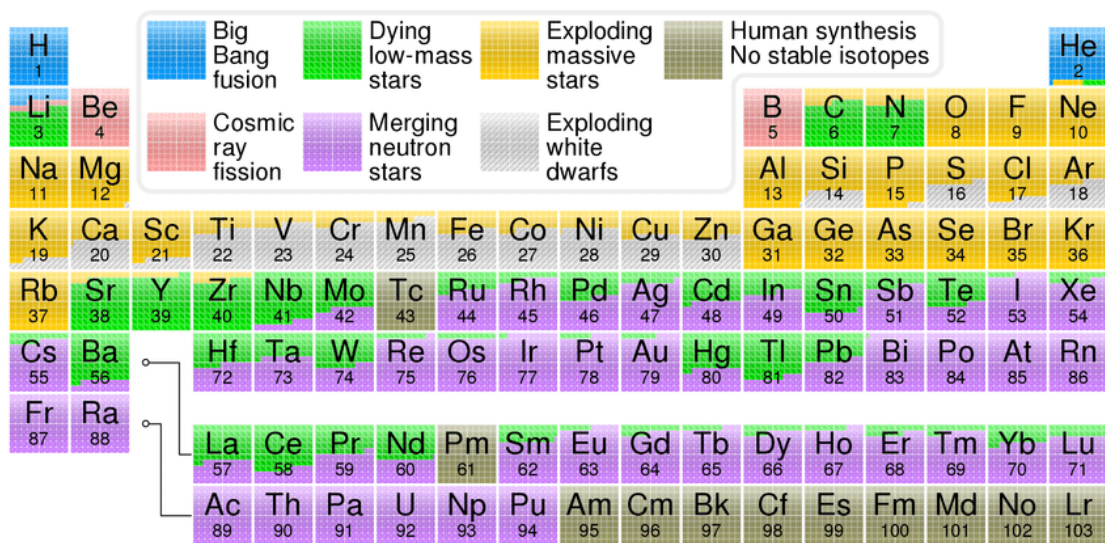 Big
Bang
fusion
Dying
low-mass
stars
Exploding
massive
stars
Human synthesis
No stable isotopes
Cosmic
ray
fission
Merging
neutron
stars
Exploding
white
dwarfs
H He
1 2
Li Be B C N O F Ne
3 4 5 6 7 8 9 10
Na Mg Al Si P S Cl Ar
11 12 13 14 15 16 17 18
K Ca Sc Ti V Cr Mn Fe Co Ni Cu Zn Ga Ge As Se Br Kr
19 20 21 22 23 24 25 26 27 28 29 30 31 32 33 34 35 36
Rb Sr Y Zr Nb Mo Tc Ru Rh Pd Ag Cd In Sn Sb Te I Xe
37 38 39 40 41 42 43 44 45 46 47 48 49 50 51 52 53 54
Cs Ba Hf Ta W Re Os Ir Pt Au Hg Tl Pb Bi Po At Rn
55 56 72 73 74 75 76 77 78 79 80 81 82 83 84 85 86
Fr Ra
87 88
La Ce Pr Nd Pm Sm Eu Gd Tb Dy Ho Er Tm Yb Lu
57 58 59 60 61 62 63 64 65 66 67 68 69 70 71
Ac Th Pa U Np Pu Am Cm Bk Cf Es Fm Md No Lr
89 90 91 92 93 94 95 96 97 98 99 100 101 102 103